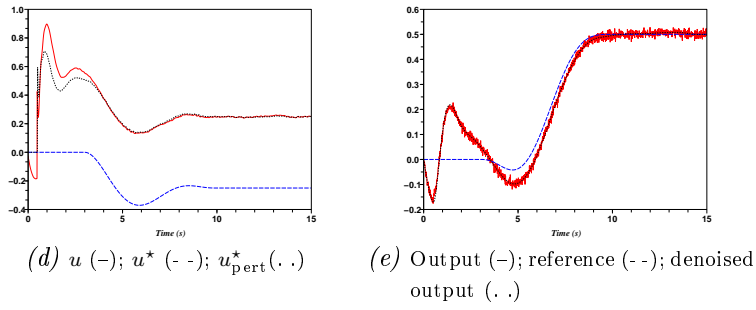 1.0
0.8
0.6
0.4
0.2
0.0
−0.2
−0.4
0 5 10 15
Time (s)
(d) u (–); u⋆ (- -); u⋆pert(. .)
0.6
0.5
0.4
0.3
0.2
0.1
0.0
−0.1
−0.2
0 5 10 15
Time (s)
(e) Output (–); reference (- -); denoised
output (. .)